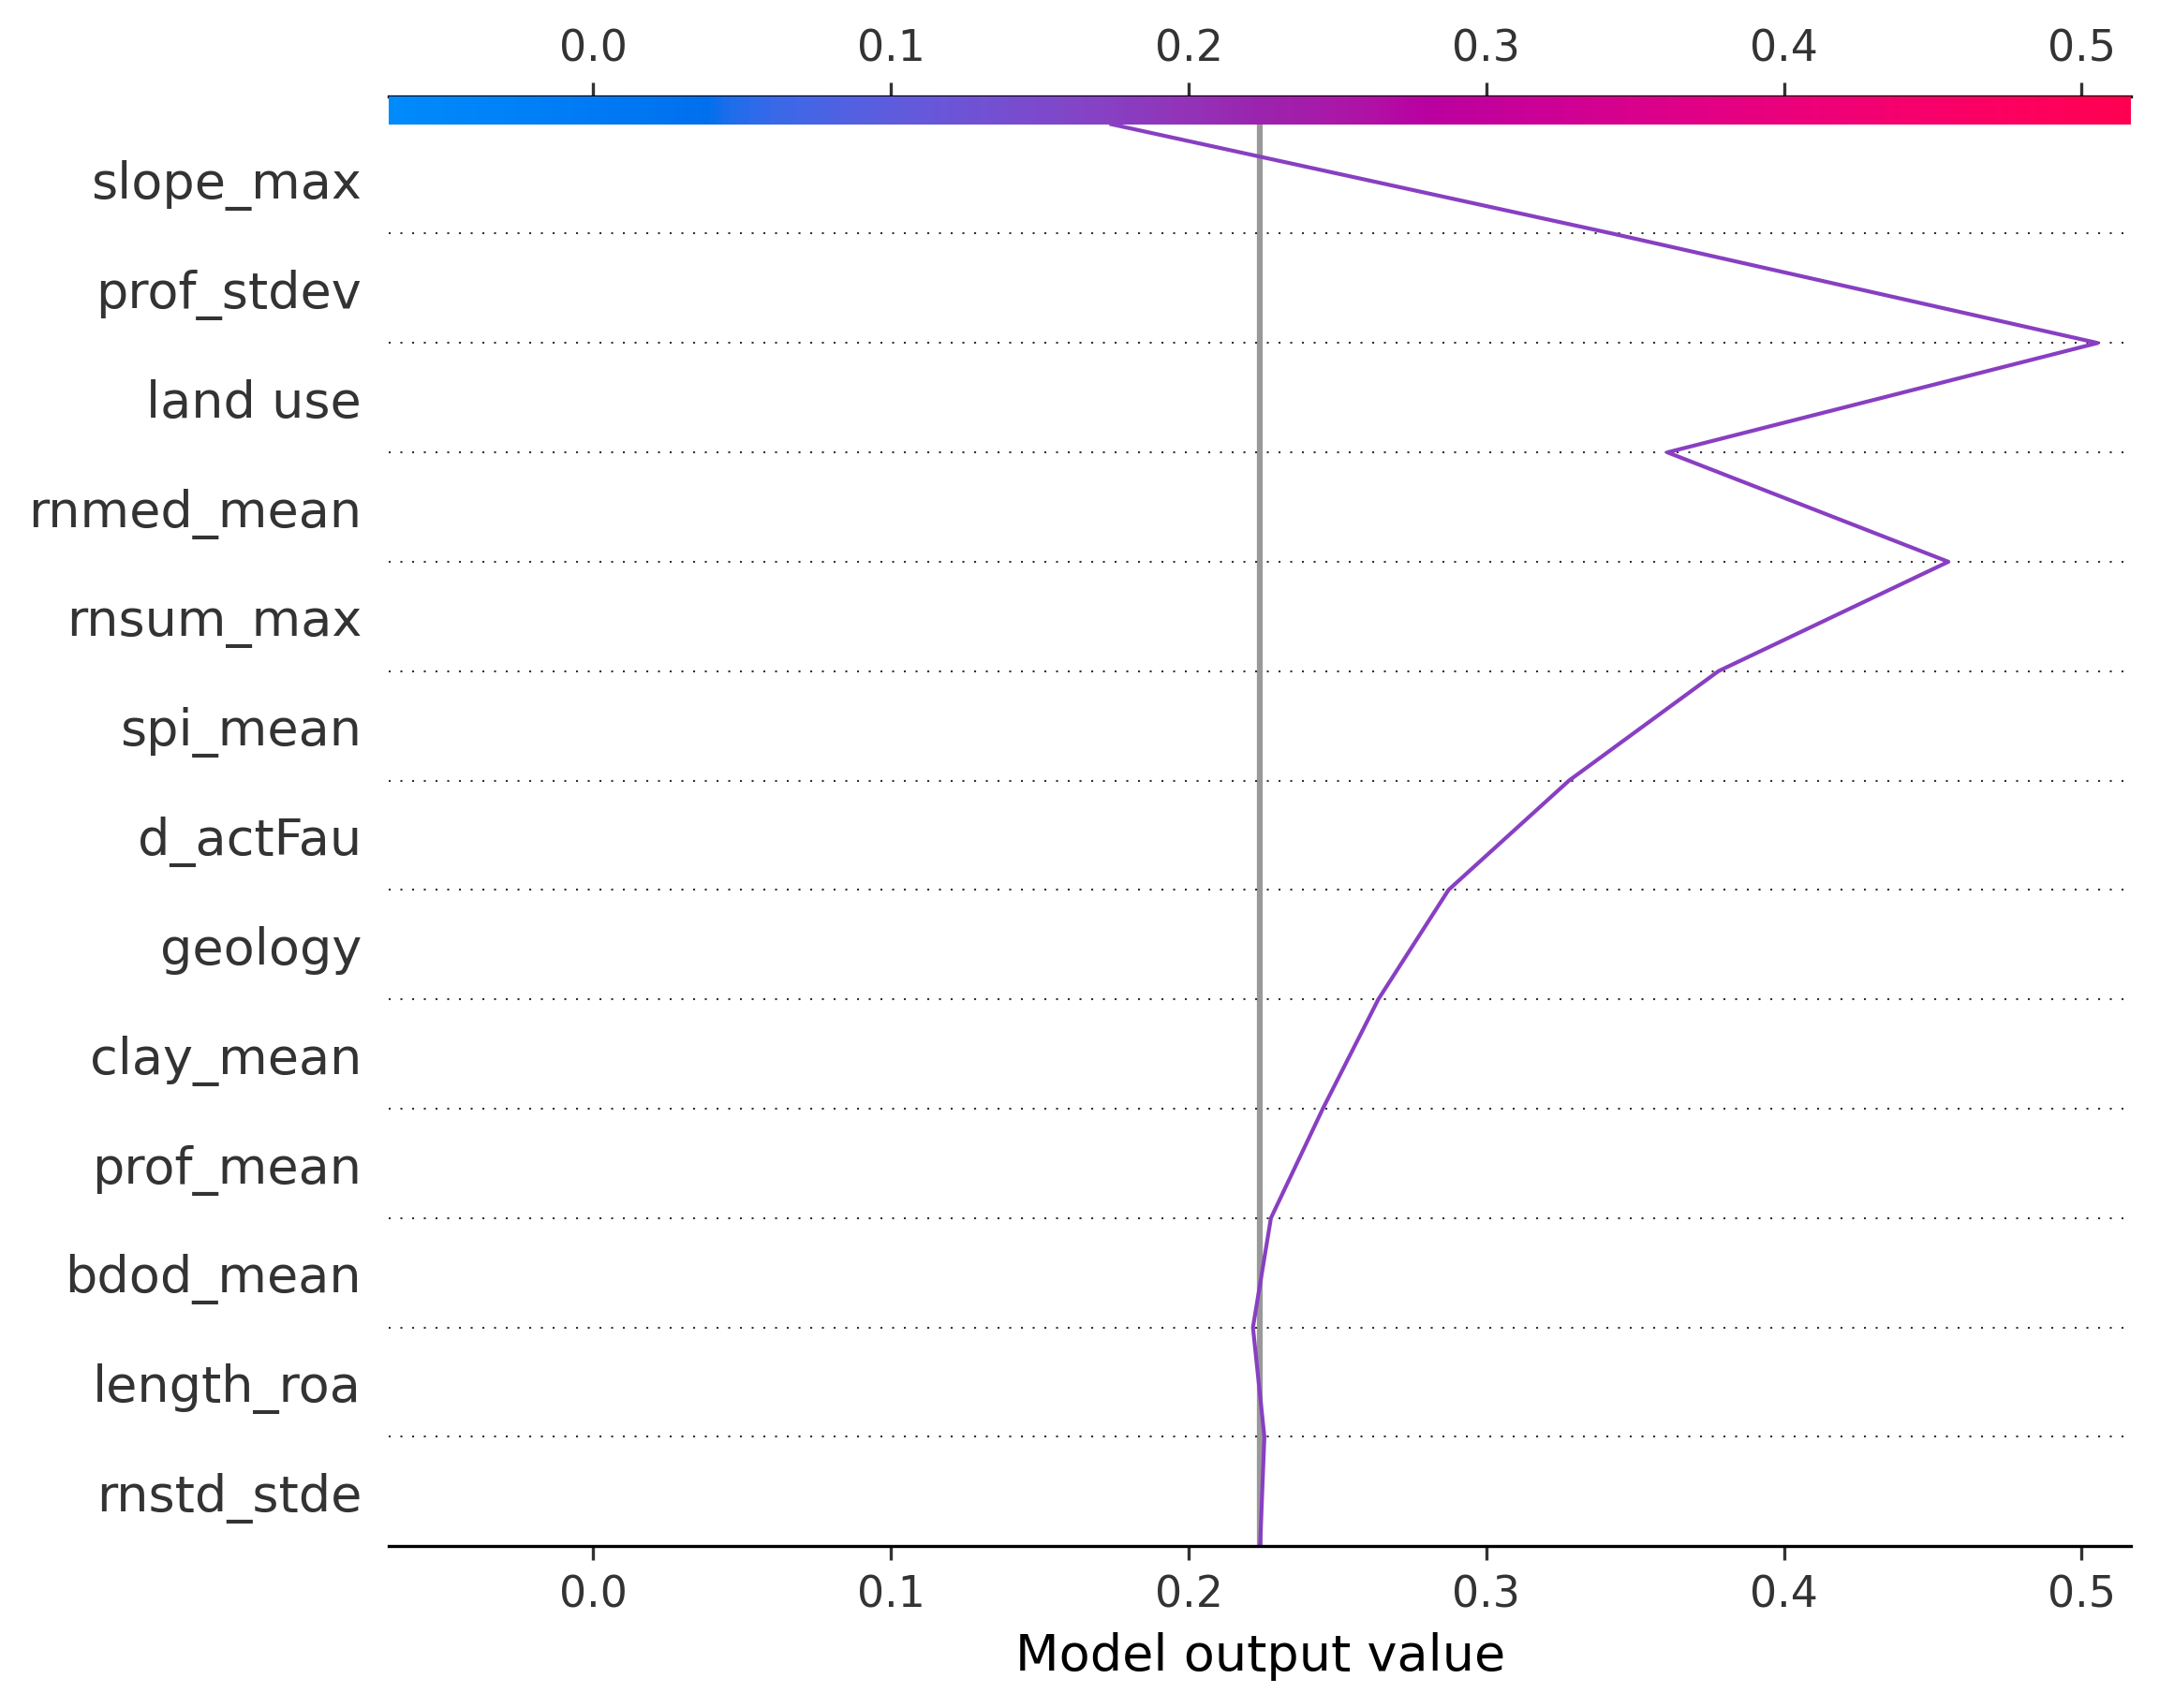 0.0 0.1 0.2 0.3 0.4 0.5
slope_max
prof_stdev
land use
rnmed_mean
rnsum_max
spi_mean
d_actFau
geology
clay_mean
prof_mean
bdod_mean
length_roa
rnstd_stde
0.0 0.1 0.2 0.3 0.4 0.5
Model output value